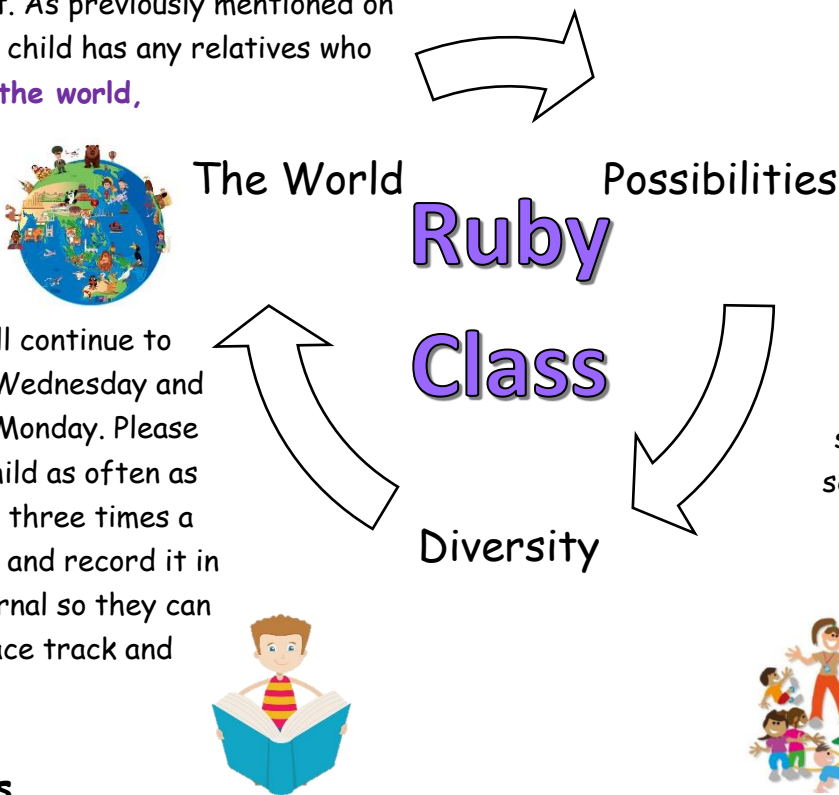 t. As previously mentioned on
child has any relatives who
the world,
The World
Possibilities
Ruby
Class
ll continue to
Wednesday and
Monday. Please
hild as often as
three times a
and record it in
rnal so they can
ace track and
Diversity
s